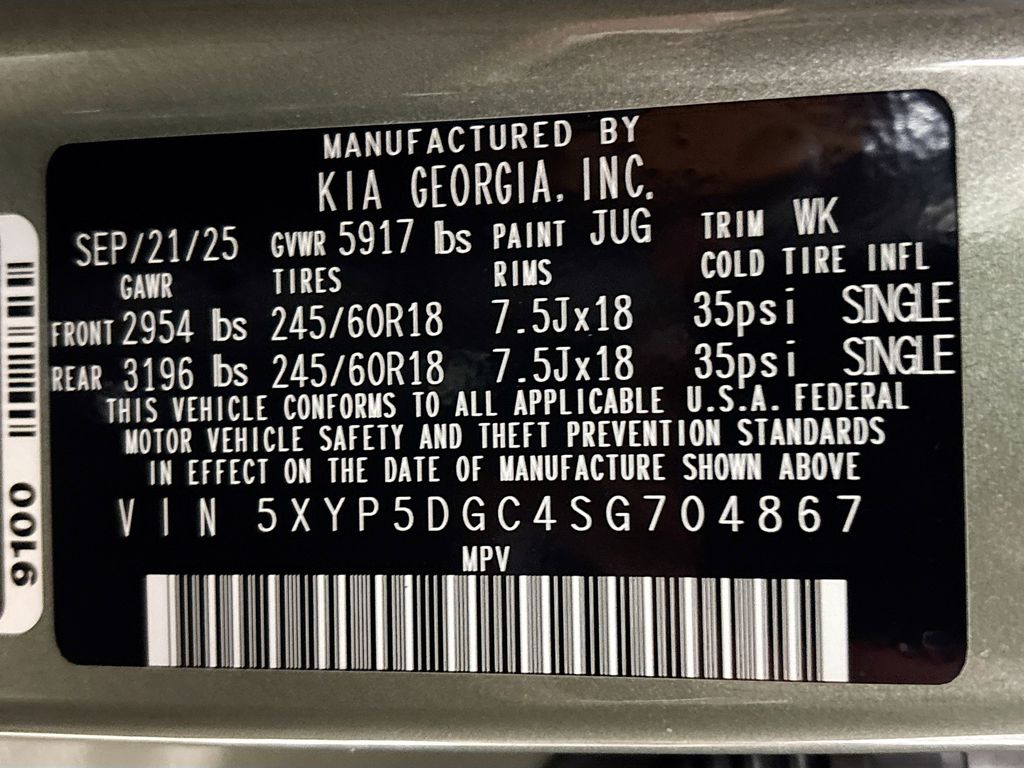 MANUFACTURED BY
KIA GEORGIA, INC.
SEP/21/25 GVWR 5917 lbs PAINT JUG TRIM WK
GAWR TIRES RIMS COLD TIRE INFL
FRONT 2954 lbs 245/60R18 7.5Jx18 35psi SINGLE
REAR 3196 lbs 245/60R18 7.5Jx18 35psi SINGLE
THIS VEHICLE CONFORMS TO ALL APPLICABLE U.S.A. FEDERAL
MOTOR VEHICLE SAFETY AND THEFT PREVENTION STANDARDS
IN EFFECT ON THE DATE OF MANUFACTURE SHOWN ABOVE
VIN 5XYP5DGC4SG704867
MPV
9100